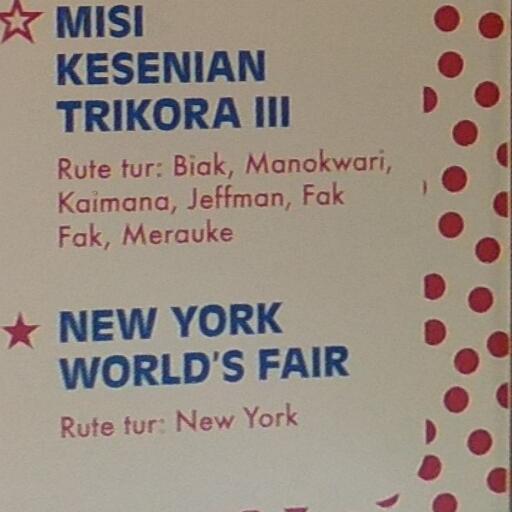 MISI
KESENIAN
TRIKORA III
Rute tur: Biak, Manokwari,
Kaimana, Jeffman, Fak
Fak, Merauke
NEW YORK
WORLD'S FAIR
Rute tur: New York